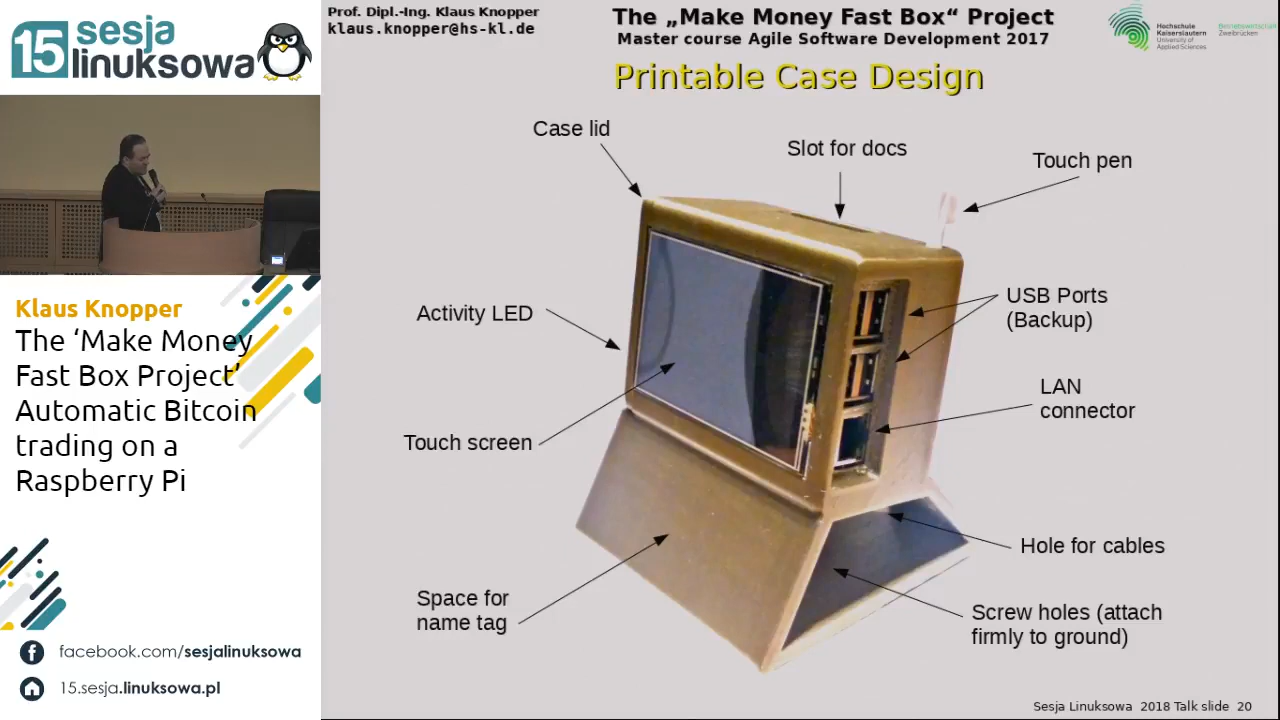 15 sesja
linuksowa
Klaus Knopper
The ‘Make Money
Fast Box Project’
Automatic Bitcoin
trading on a
Raspberry Pi
facebook.com/sesjalinuksowa
15.sesja.linuksowa.pl
Prof. Dipl.-Ing. Klaus Knopper
klaus.knopper@hs-kl.de
The „Make Money Fast Box“ Project
Master course Agile Software Development 2017
Hochschule
Kaiserslautern
University of
Applied Sciences
Betriebswirtschaft
Zweibrücken
Printable Case Design
Case lid
Slot for docs
Touch pen
Activity LED
USB Ports
(Backup)
LAN
connector
Touch screen
Hole for cables
Space for
name tag
Screw holes (attach
firmly to ground)
Sesja Linuksowa 2018 Talk slide 20